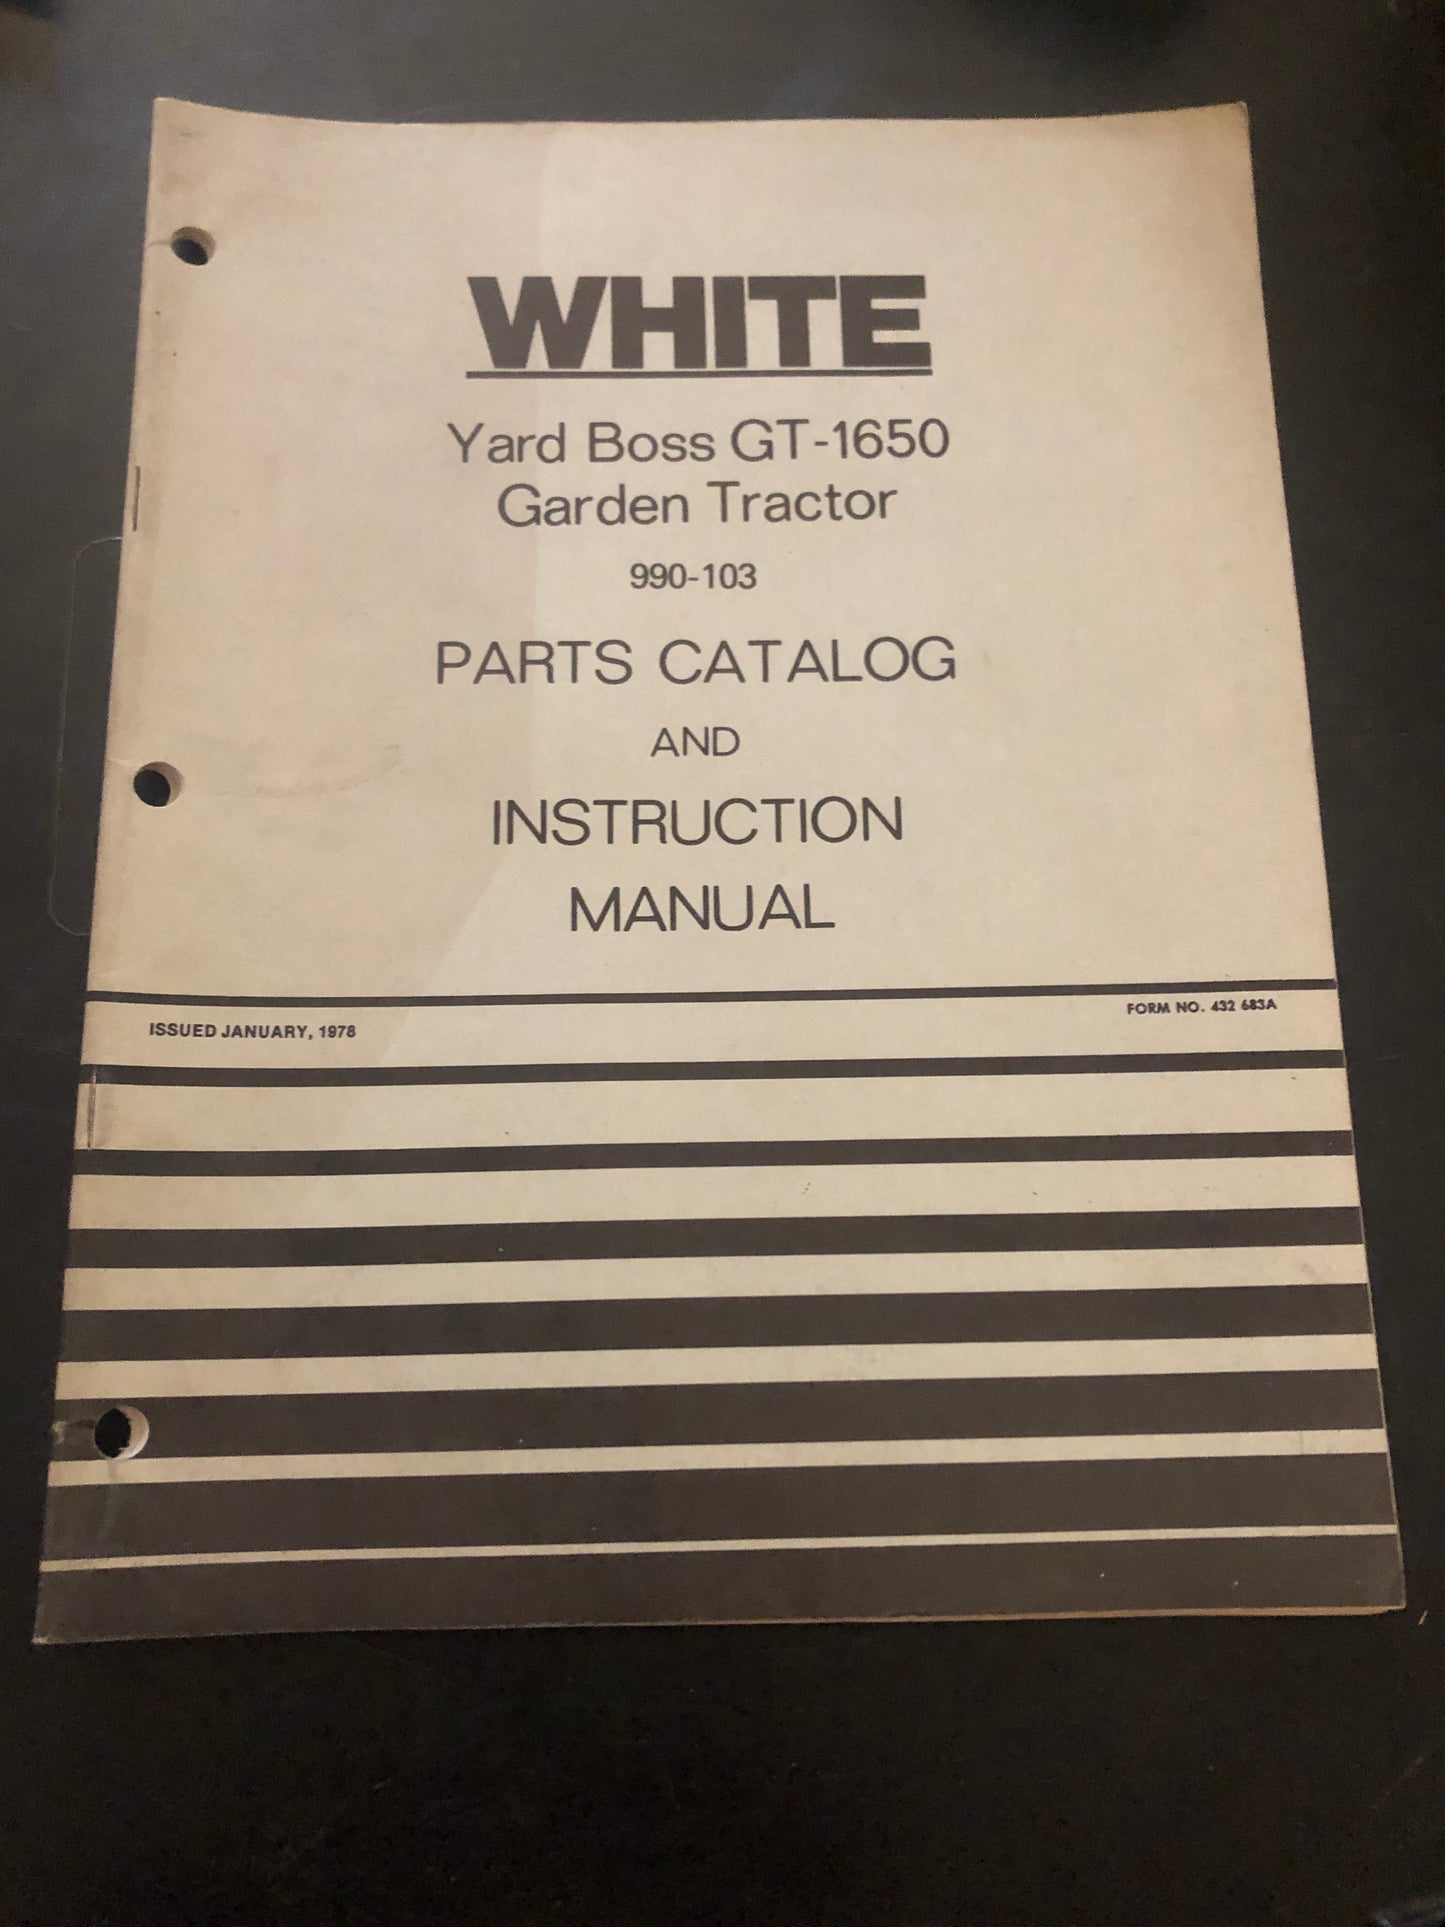 WHITE
Yard Boss GT-1650
Garden Tractor
990-103
PARTS CATALOG
AND
INSTRUCTION
MANUAL
ISSUED JANUARY, 1978
FORM NO. 432 683A